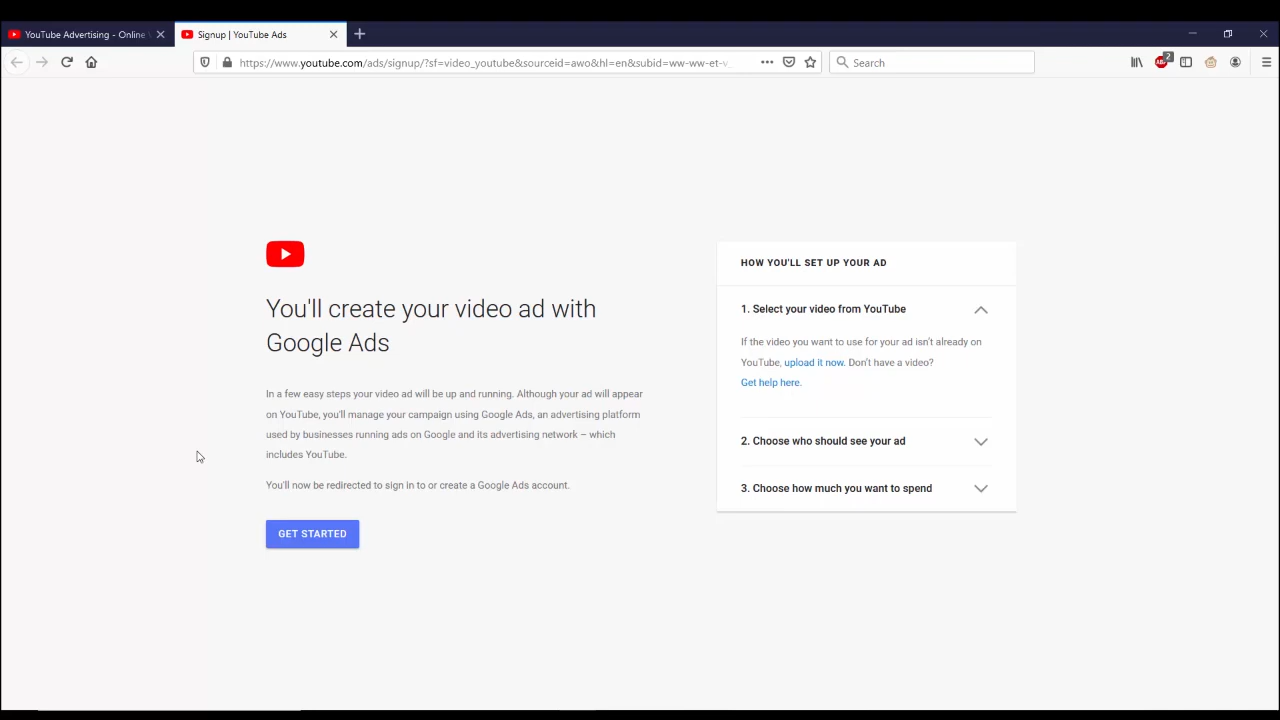 YouTube Advertising - Online
Signup | YouTube Ads
https://www.youtube.com/ads/signup/?sf=video_youtube&sourceid=awo&hl=en&subid=ww-ww-et-v
Search
2
You'll create your video ad with
Google Ads
In a few easy steps your video ad will be up and running. Although your ad will appear
on YouTube, you'll manage your campaign using Google Ads, an advertising platform
used by businesses running ads on Google and its advertising network – which
includes YouTube.
You'll now be redirected to sign in to or create a Google Ads account.
GET STARTED
HOW YOU'LL SET UP YOUR AD
1. Select your video from YouTube
If the video you want to use for your ad isn't already on
YouTube, upload it now. Don't have a video?
Get help here.
2. Choose who should see your ad
3. Choose how much you want to spend